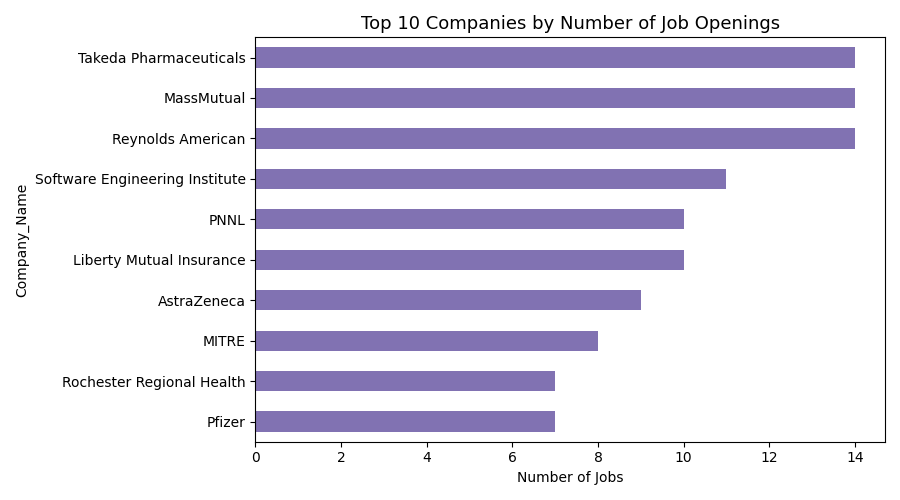 Top 10 Companies by Number of Job Openings
Company_Name
Takeda Pharmaceuticals
MassMutual
Reynolds American
Software Engineering Institute
PNNL
Liberty Mutual Insurance
AstraZeneca
MITRE
Rochester Regional Health
Pfizer
0 2 4 6 8 10 12 14
Number of Jobs